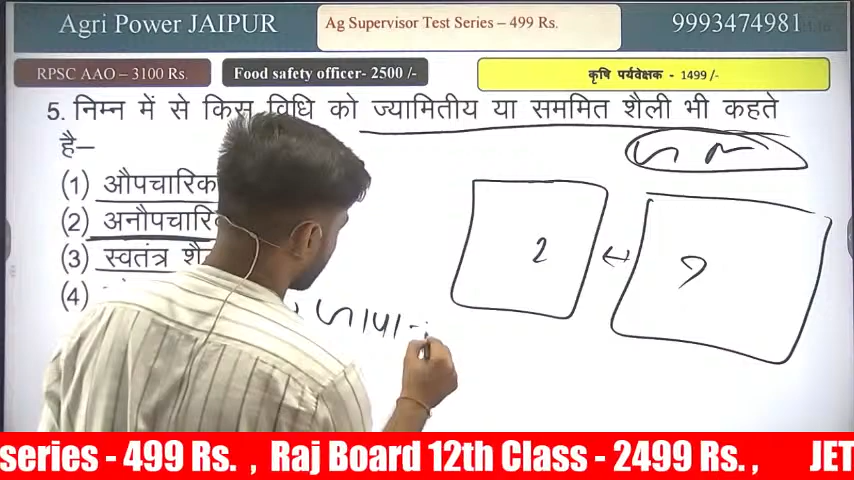 Agri Power JAIPUR
Ag Supervisor Test Series – 499 Rs.
9993474981
RPSC AAO – 3100 Rs.
Food safety officer- 2500 /-
कृषि पर्यवेक्षक - 1499 /-
5. निम्न में से किस विधि को ज्यामितीय या सममित शैली भी कहते
है–
(1) औपचारिक
(2) अनौपचारि
(3) स्वतंत्र
(4)
2
series - 499 Rs. , Raj Board 12th Class - 2499 Rs. , JET